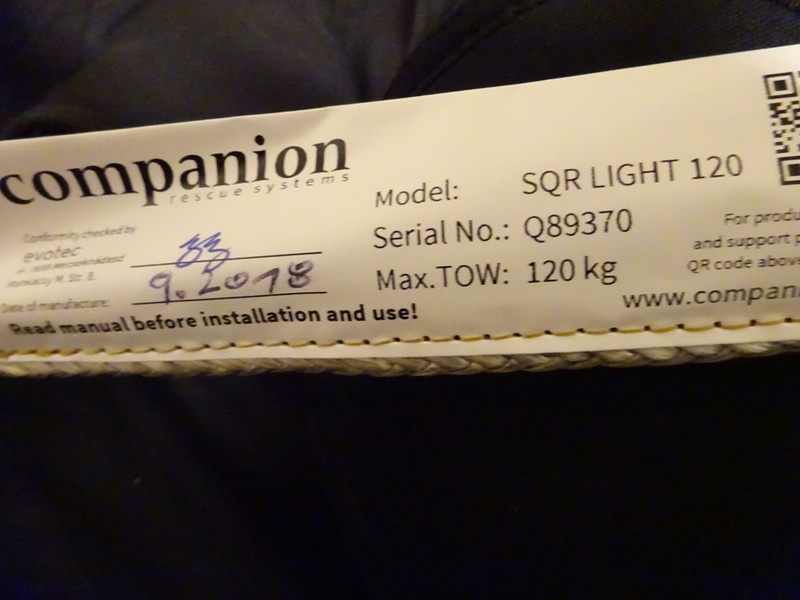 companion
rescue systems
Conformity checked by
evotec
Date of manufacture: 9.2018
Read manual before installation and use!
Model: SQR LIGHT 120
Serial No.: Q89370
Max.TOW: 120 kg
For produ
and support p
QR code above
www.compani